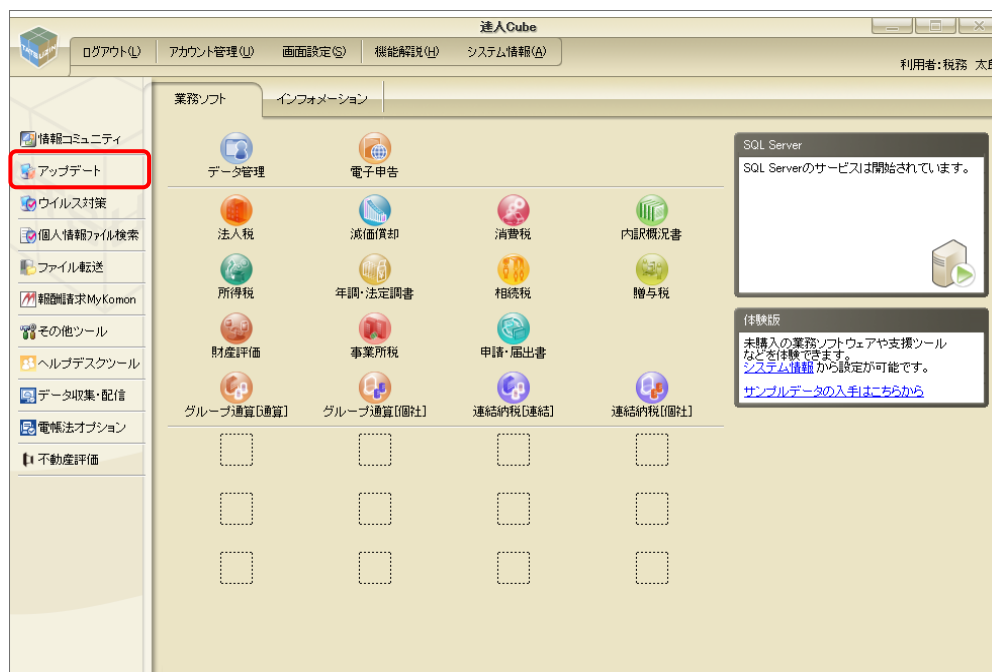 達人Cube
ログアウト(L)
アカウント管理(U)
画面設定(S)
機能解説(H)
システム情報(A)
利用者:税務 太郎
業務ソフト
インフォメーション
情報コミュニティ
アップデート
ウイルス対策
個人情報ファイル検索
ファイル転送
報酬請求MyKomon
その他ツール
ヘルプデスクツール
データ収集・配信
電帳法オプション
不動産評価
データ管理
電子申告
法人税
減価償却
消費税
内訳概況書
所得税
年調・法定調書
相続税
贈与税
財産評価
事業所税
申請・届出書
グループ通算[通算]
グループ通算[個社]
連結納税[連結]
連結納税[個社]
SQL Server
SQL Serverのサービスは開始されています。
体験版
未購入の業務ソフトウェアや支援ツール
などを体験できます。
システム情報 から設定が可能です。
サンプルデータの入手はこちらから